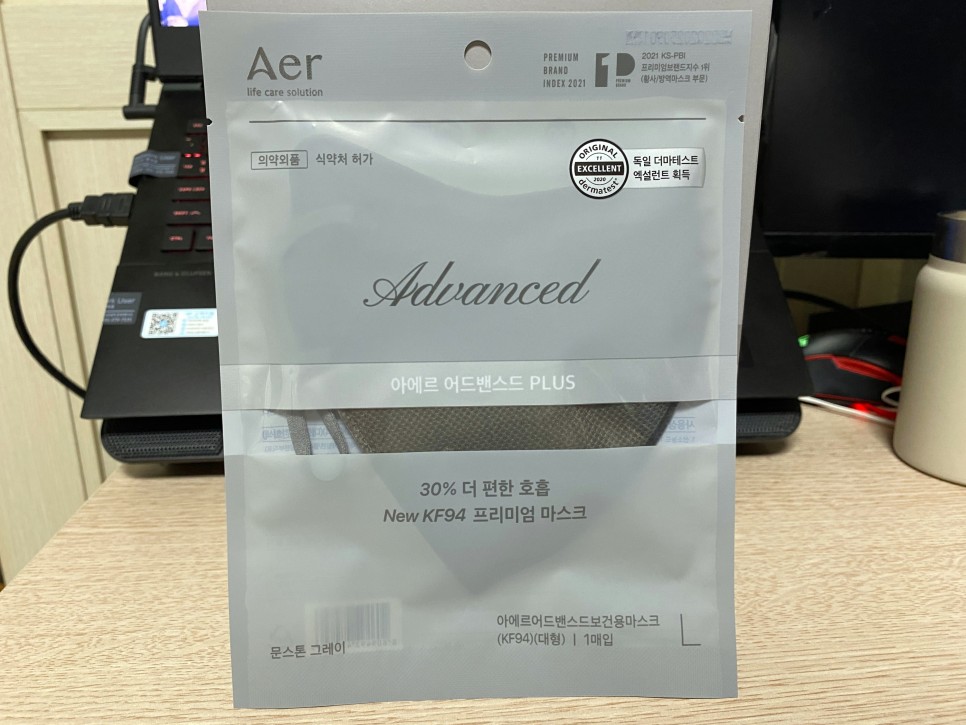 Aer
life care solution
PREMIUM
BRAND
INDEX 2021
1P
PREMIUM
BRAND
2021 KS-PBI
프리미엄브랜드지수 1위
(황사/방역마스크 부문)
의약외품 식약처 허가
ORIGINAL
EXCELLENT
2020
dermatest
독일 더마테스트
엑설런트 획득
Advanced
아에르 어드밴스드 PLUS
30% 더 편한 호흡
New KF94 프리미엄 마스크
아에르어드밴스드보건용마스크
(KF94)(대형) | 1매입
L
문스톤 그레이